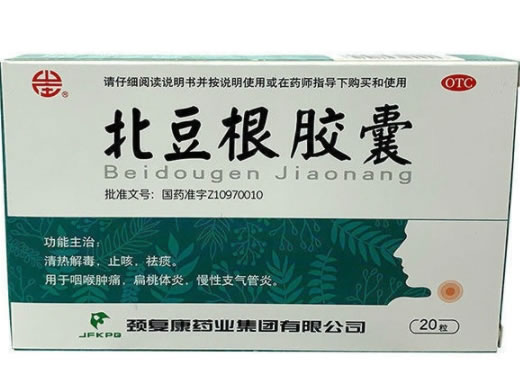 请仔细阅读说明书并按说明使用或在药师指导下购买和使用
OTC
北豆根胶囊
Beidougen Jiaonang
批准文号：国药准字Z10970010
功能主治：
清热解毒，止咳，祛痰。
用于咽喉肿痛，扁桃体炎，慢性支气管炎。
JFKPG
颈复康药业集团有限公司
20粒